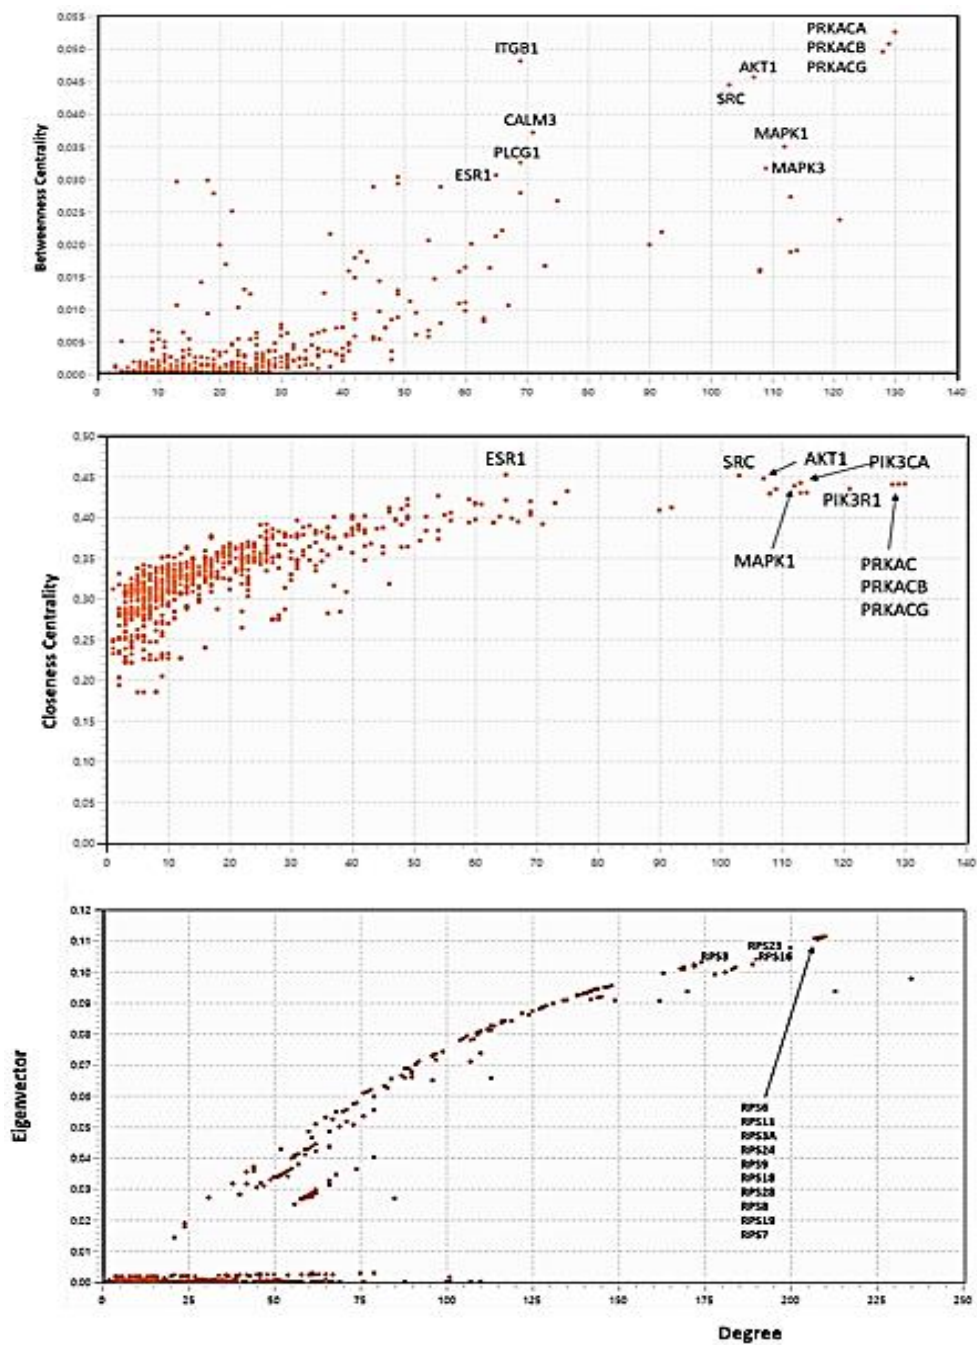 0.055
PRKACA
0.050
ITGB1
PRKACB
AKT1
PRKACG
0.045
SRC
0.040
CALM3
MAPK1
0.035
PLCG1
MAPK3
0.030
ESR1
0.025
0.020
0.015
0.010
0.005
0.000
Betweenness Centrality
0 10 20 30 40 50 60 70 80 90 100 110 120 130 140
0.50
ESR1
SRC
AKT1
PIK3CA
0.45
PIK3R1
0.40
MAPK1
PRKAC
0.35
PRKACB
0.30
PRKACG
0.25
0.20
0.15
0.10
0.05
0.00
Closeness Centrality
0 10 20 30 40 50 60 70 80 90 100 110 120 130 140
0.12
0.11
RPS23
RPS3
RPS16
0.10
0.09
0.08
0.07
0.06
RPS6
RPS11
0.05
RPS3A
RPS24
0.04
RPS9
RPS18
0.03
RPS28
RPS8
0.02
RPS19
RPS7
0.01
0.00
Eigenvector
0 25 50 75 100 125 150 175 200 225 250
Degree